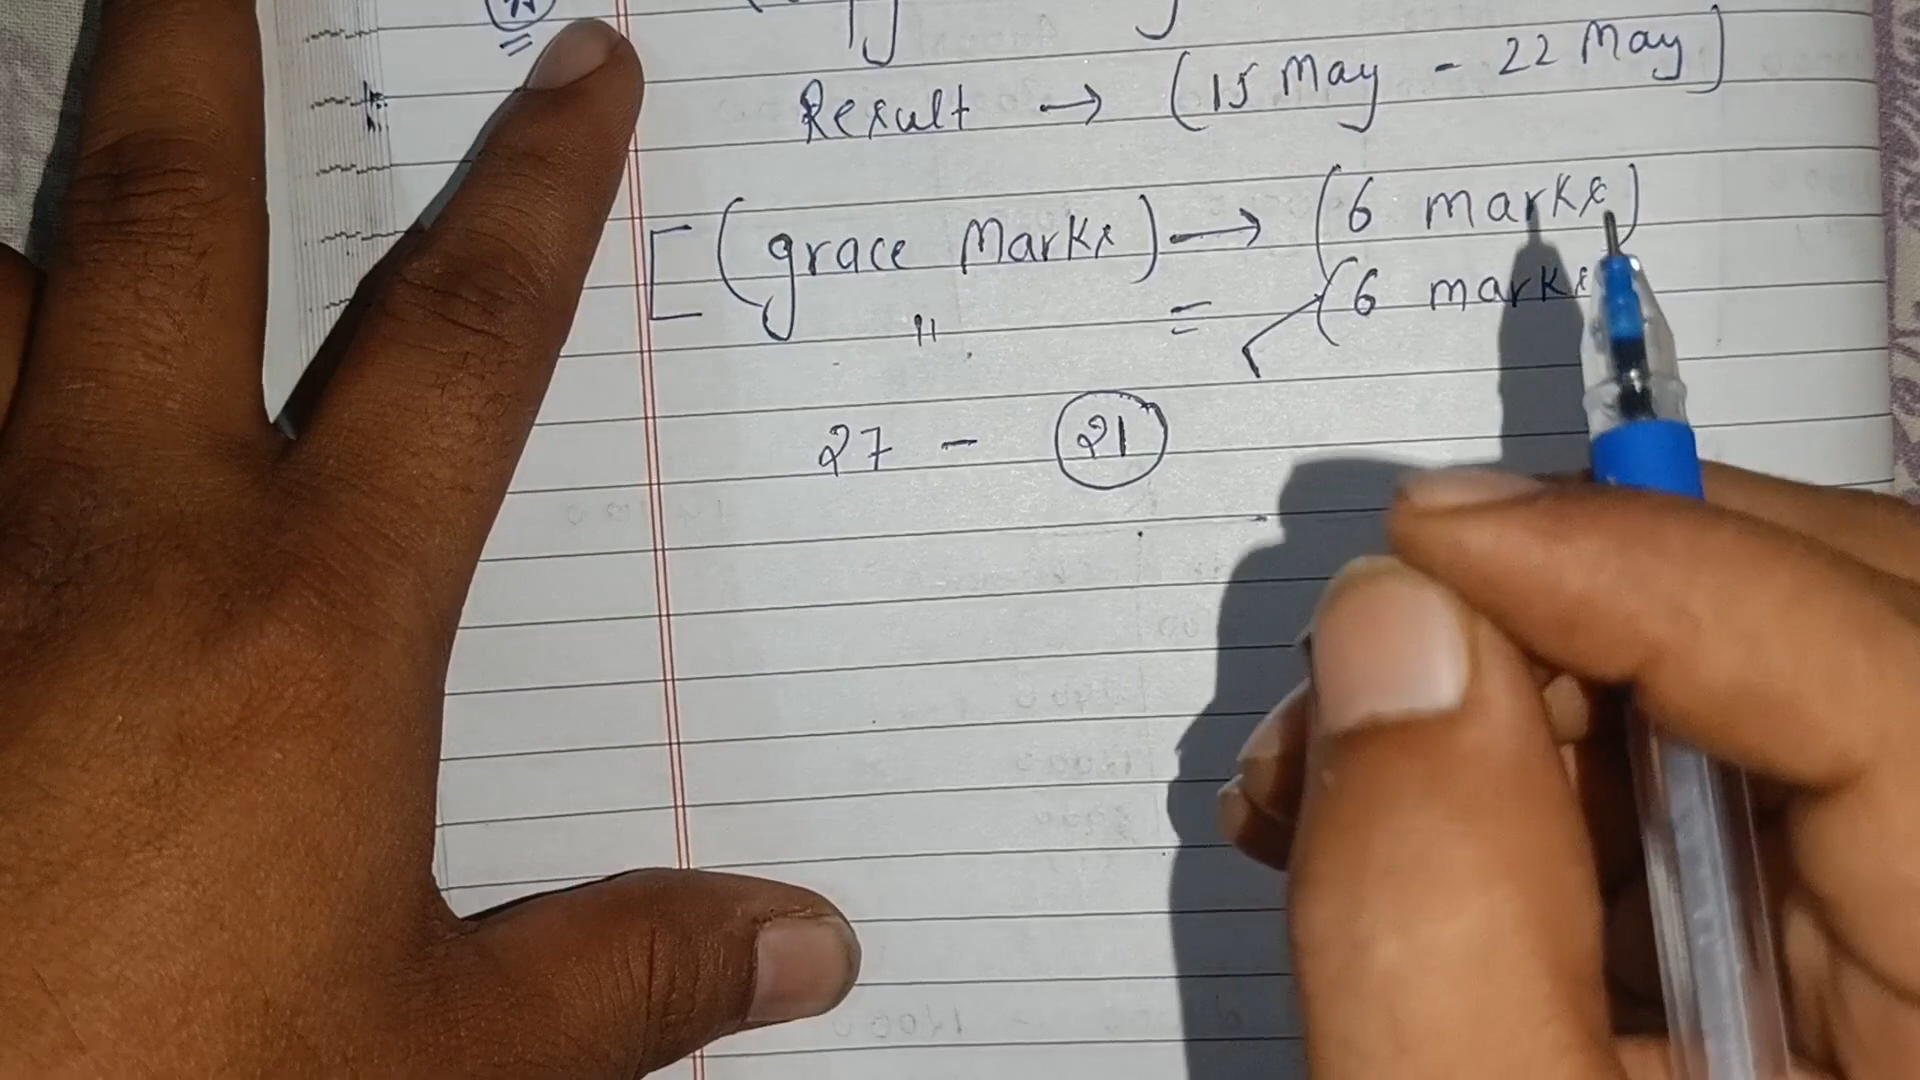 Result → (15 May - 22 May)
[(grace Marks) → (6 marks)
" = (6 marks
27 - 21